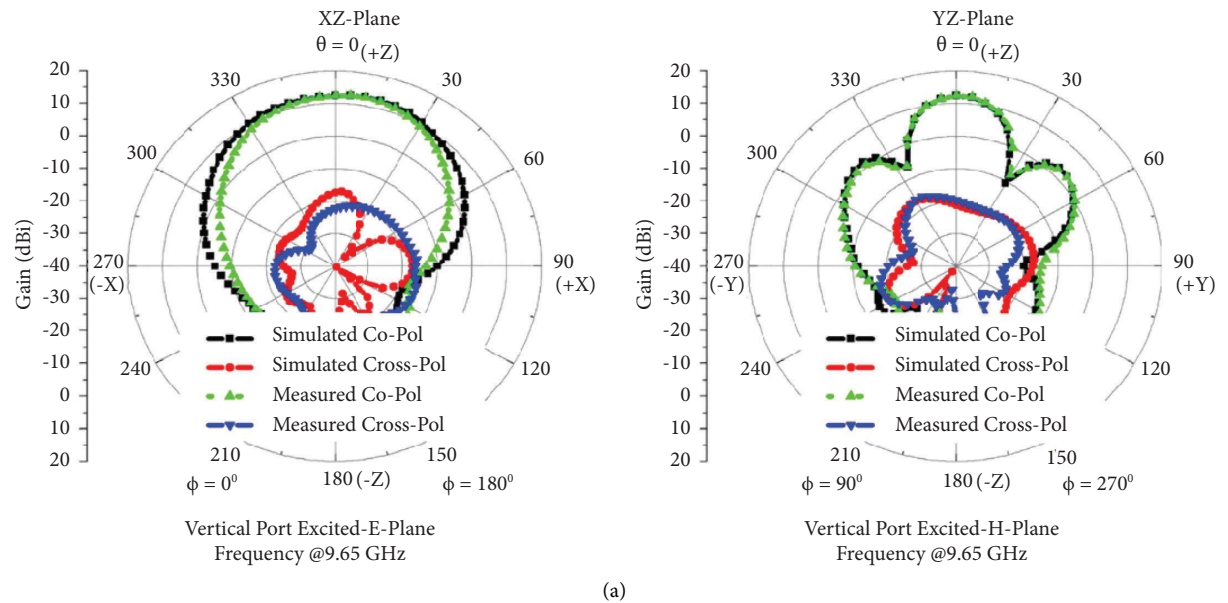 XZ-Plane
θ = 0 (+Z)
330
30
300
60
270
(-X)
90
(+X)
240
120
210
150
180 (-Z)
ϕ = 0⁰
ϕ = 180⁰
Gain (dBi)
20
10
0
-10
-20
-30
-40
-30
-20
-10
0
10
20
Simulated Co-Pol
Simulated Cross-Pol
Measured Co-Pol
Measured Cross-Pol
Vertical Port Excited-E-Plane
Frequency @9.65 GHz
YZ-Plane
θ = 0 (+Z)
330
30
300
60
270
(-Y)
90
(+Y)
240
120
210
150
180 (-Z)
ϕ = 90⁰
ϕ = 270⁰
Gain (dBi)
20
10
0
-10
-20
-30
-40
-30
-20
-10
0
10
20
Simulated Co-Pol
Simulated Cross-Pol
Measured Co-Pol
Measured Cross-Pol
Vertical Port Excited-H-Plane
Frequency @9.65 GHz
(a)